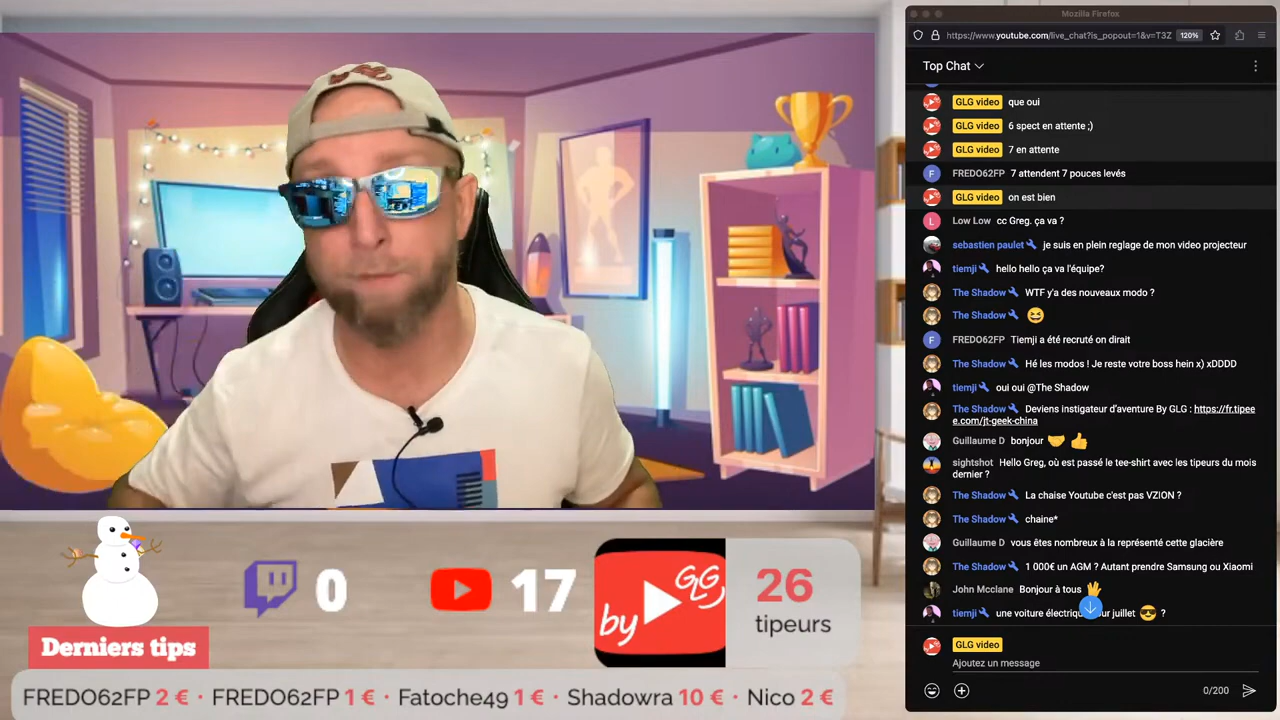 Mozilla Firefox
https://www.youtube.com/live_chat?is_popout=1&v=T3Z
120%
Top Chat
GLG video que oui
GLG video 6 spect en attente ;)
GLG video 7 en attente
F FREDO62FP 7 attendent 7 pouces levés
GLG video on est bien
L Low Low cc Greg. ça va ?
sebastien paulet je suis en plein reglage de mon video projecteur
tiemji hello hello ça va l'équipe?
The Shadow WTF y'a des nouveaux modo ?
The Shadow 😆
F FREDO62FP Tiemji a été recruté on dirait
The Shadow Hé les modos ! Je reste votre boss hein x) xDDDD
tiemji oui oui @The Shadow
The Shadow Deviens instigateur d'aventure By GLG : https://fr.tipee
e.com/jt-geek-china
Guillaume D bonjour 🤝 👍
sightshot Hello Greg, où est passé le tee-shirt avec les tipeurs du mois
dernier ?
The Shadow La chaise Youtube c'est pas VZION ?
The Shadow chaine*
Guillaume D vous êtes nombreux à la représenté cette glacière
The Shadow 1 000€ un AGM ? Autant prendre Samsung ou Xiaomi
John Mcclane Bonjour à tous 🖖
tiemji une voiture électriqu ur juillet 😎 ?
GLG video
Ajoutez un message
0/200
0
17
by GLG
26
tipeurs
Derniers tips
FREDO62FP 2 € · FREDO62FP 1 € · Fatoche49 1 € · Shadowra 10 € · Nico 2 €